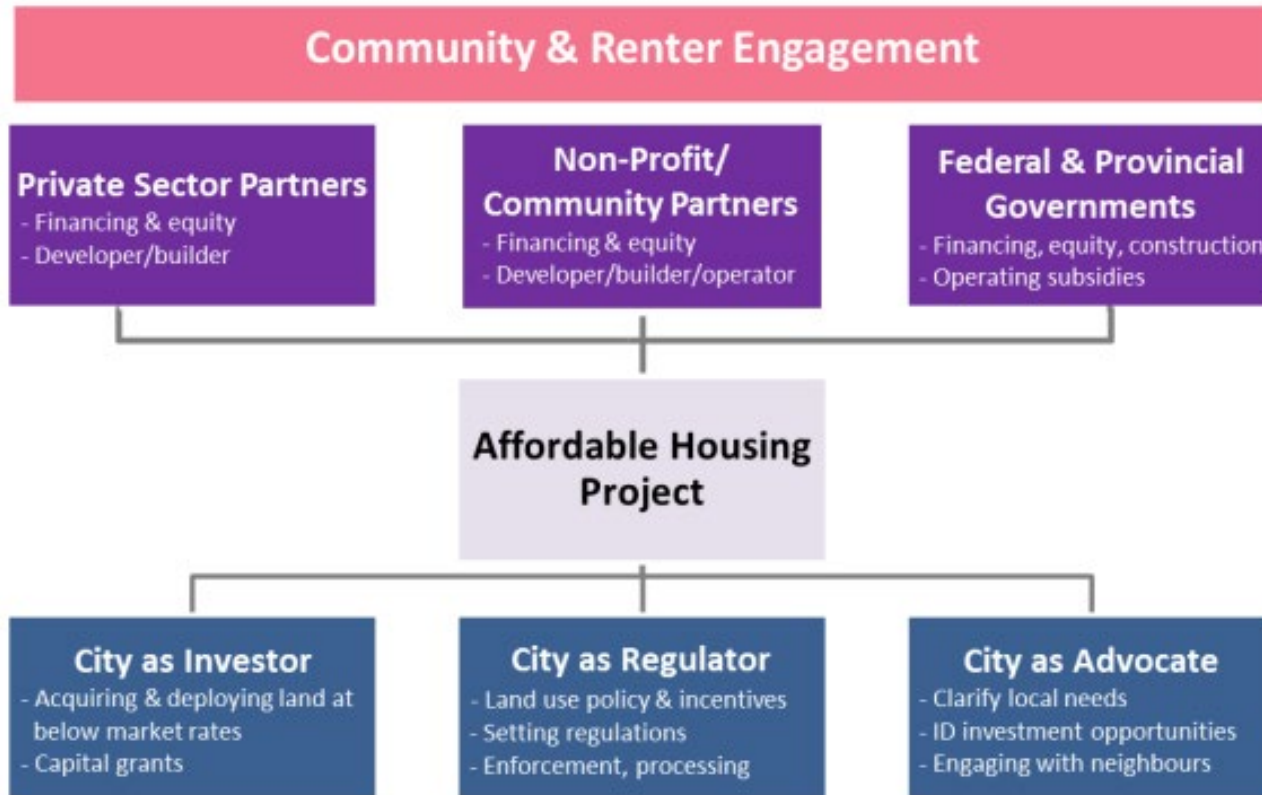 Community & Renter Engagement
Private Sector Partners
- Financing & equity
- Developer/builder
Non-Profit/
Community Partners
- Financing & equity
- Developer/builder/operator
Federal & Provincial
Governments
- Financing, equity, construction
- Operating subsidies
Affordable Housing
Project
City as Investor
- Acquiring & deploying land at
below market rates
- Capital grants
City as Regulator
- Land use policy & incentives
- Setting regulations
- Enforcement, processing
City as Advocate
- Clarify local needs
- ID investment opportunities
- Engaging with neighbours